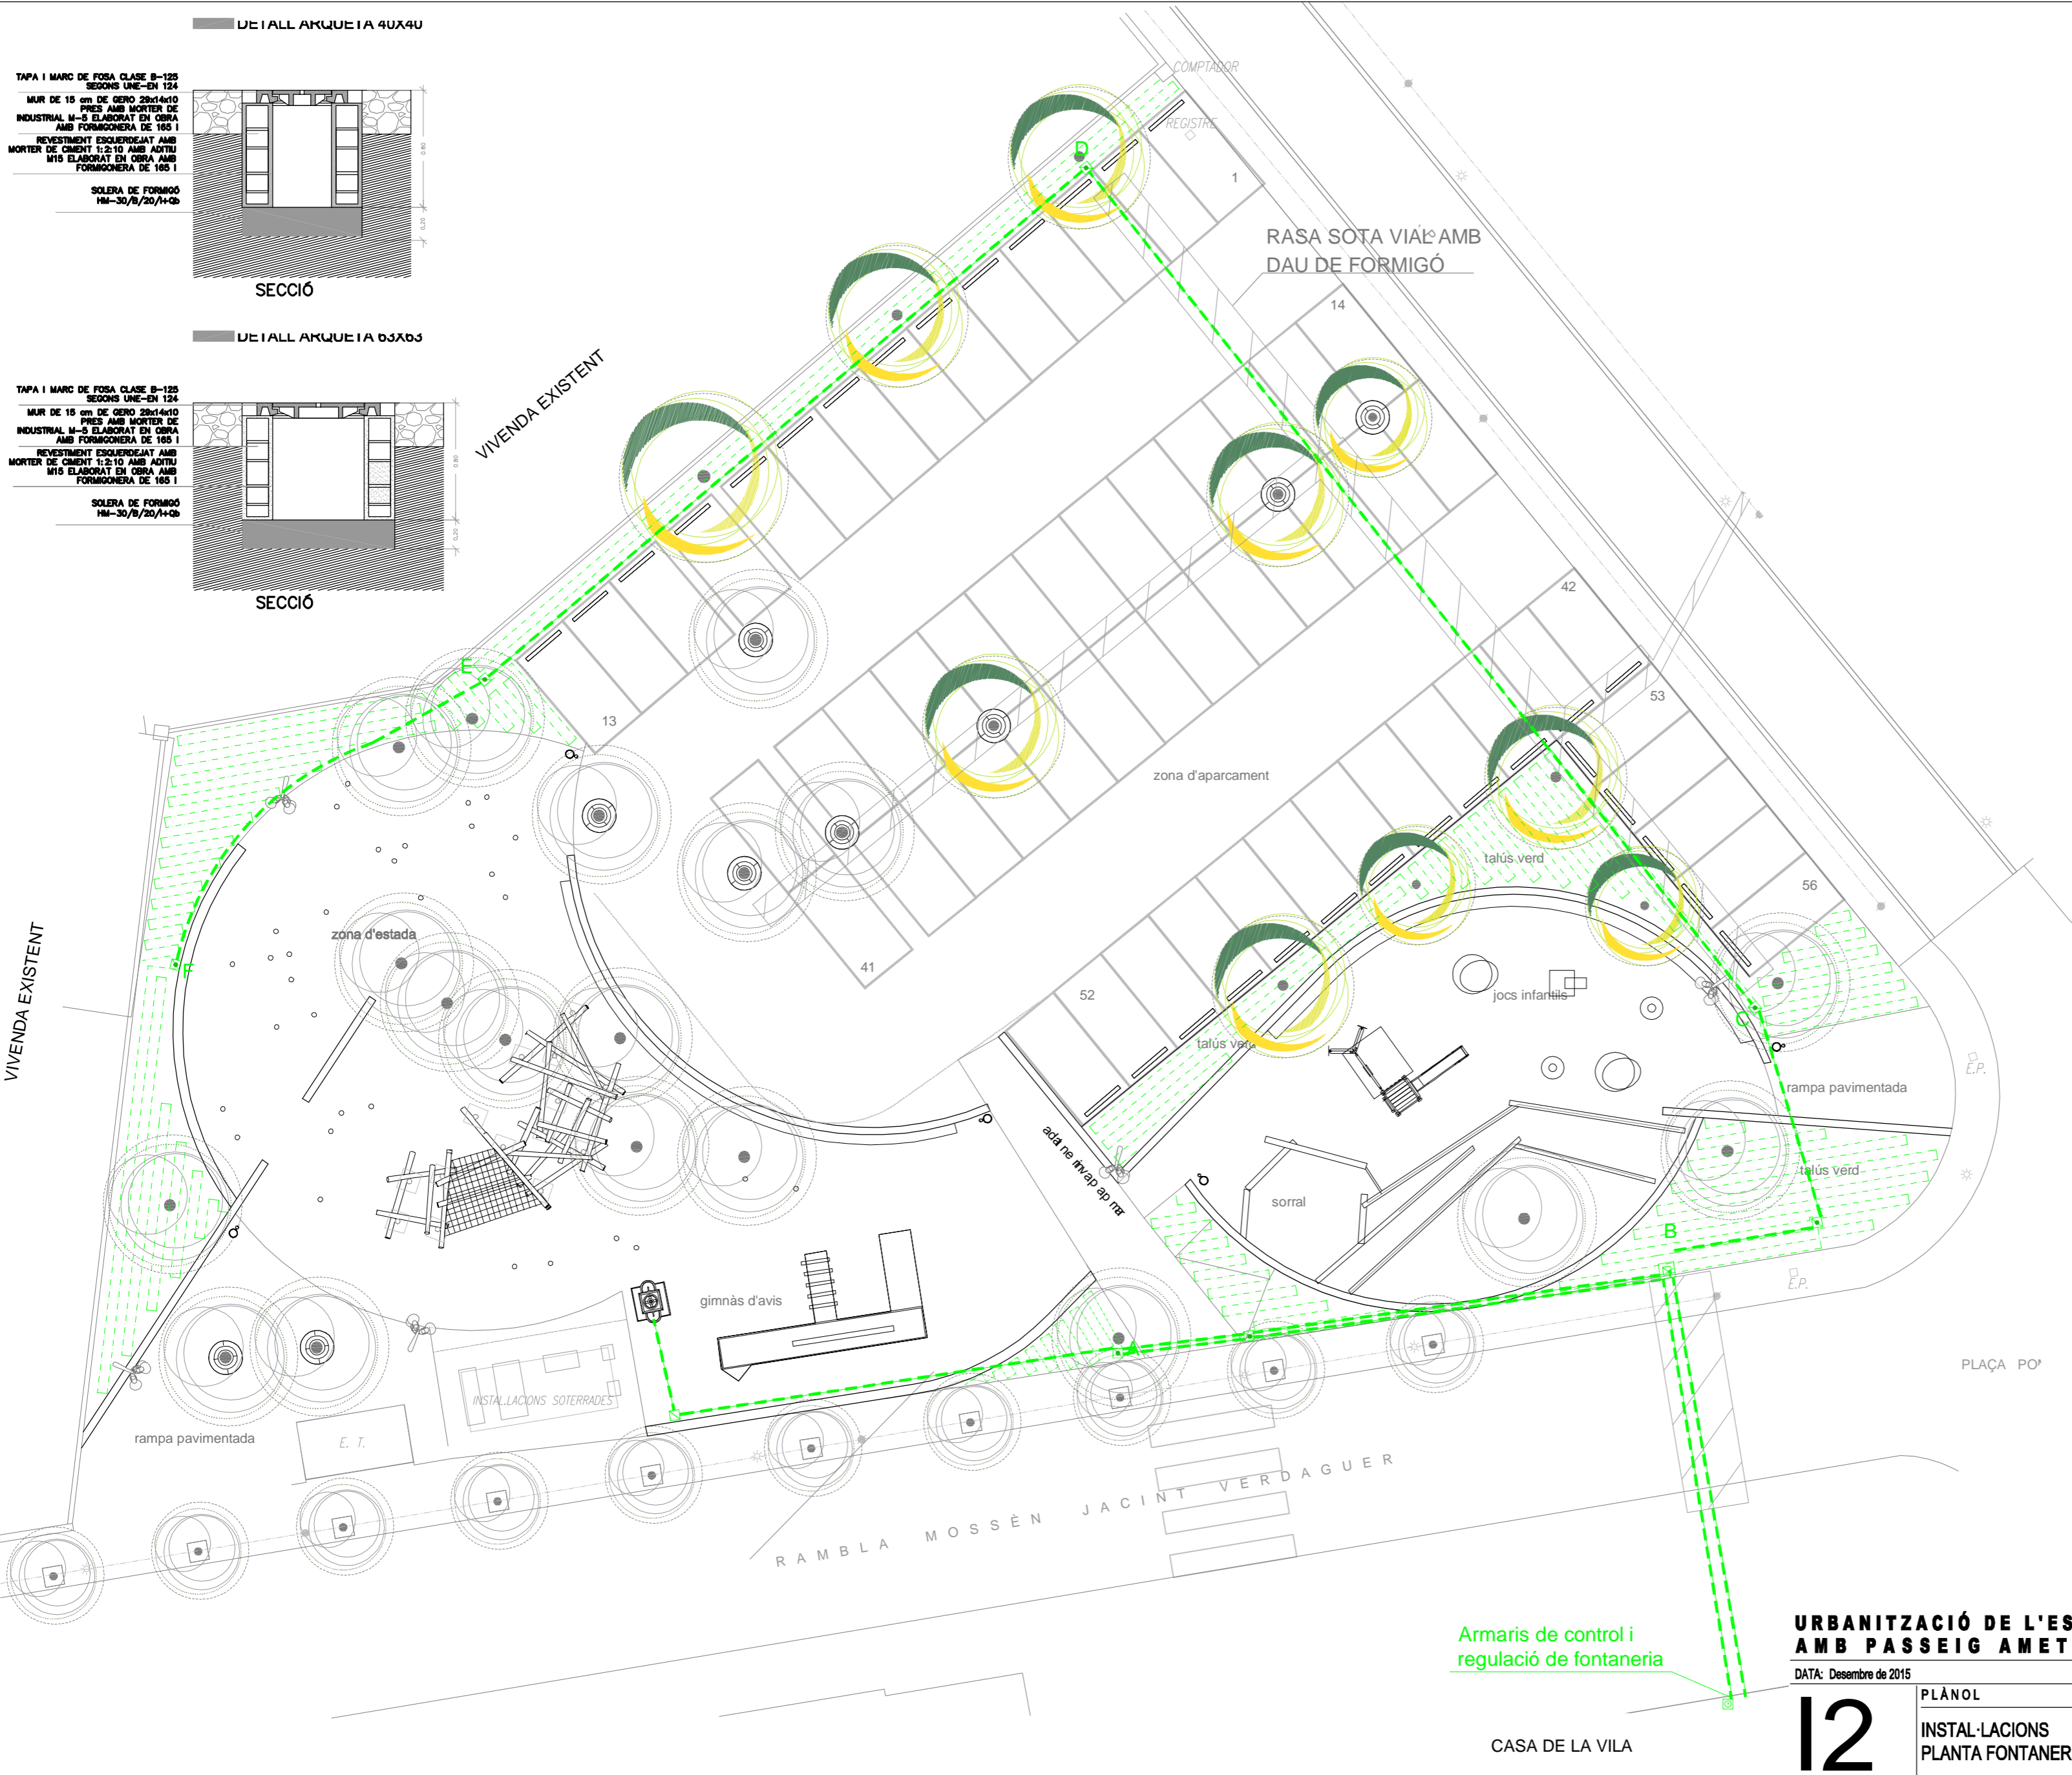 DETALL ARQUETA 40X40
TAPA I MARC DE FOSA CLASE B-125
SEGONS UNE-EN 124
MUR DE 15 cm DE GERO 29x14x10
PRES AMB MORTER DE
INDUSTRIAL M-5 ELABORAT EN OBRA
AMB FORMIGONERA DE 165 l
REVESTIMENT ESQUERDEJAT AMB
MORTER DE CIMENT 1:2:10 AMB ADITIU
M15 ELABORAT EN OBRA AMB
FORMIGONERA DE 165 l
SOLERA DE FORMIGÓ
HM-30/B/20/I+Qb
0.80
0.20
SECCIÓ
DETALL ARQUETA 63X63
TAPA I MARC DE FOSA CLASE B-125
SEGONS UNE-EN 124
MUR DE 15 cm DE GERO 29x14x10
PRES AMB MORTER DE
INDUSTRIAL M-5 ELABORAT EN OBRA
AMB FORMIGONERA DE 165 l
REVESTIMENT ESQUERDEJAT AMB
MORTER DE CIMENT 1:2:10 AMB ADITIU
M15 ELABORAT EN OBRA AMB
FORMIGONERA DE 165 l
SOLERA DE FORMIGÓ
HM-30/B/20/I+Qb
0.80
0.20
SECCIÓ
COMPTADOR
REGISTRE
D
1
RASA SOTA VIAL AMB
DAU DE FORMIGÓ
14
VIVENDA EXISTENT
42
E
53
13
zona d'aparcament
talús verd
56
zona d'estada
VIVENDA EXISTENT
F
41
52
jocs infantils
C
talús verd
E.P.
rampa pavimentada
talús verd
sorral
B
E.P.
gimnàs d'avis
A
PLAÇA
INSTAL.LACIONS SOTERRADES
rampa pavimentada
E. T.
RAMBLA MOSSÈN JACINT VERDAGUER
Armaris de control i
regulació de fontaneria
CASA DE LA VILA
URBANITZACIÓ DE L'ES
AMB PASSEIG AMET
DATA: Desembre de 2015
I2
PLÀNOL
INSTAL·LACIONS
PLANTA FONTANER